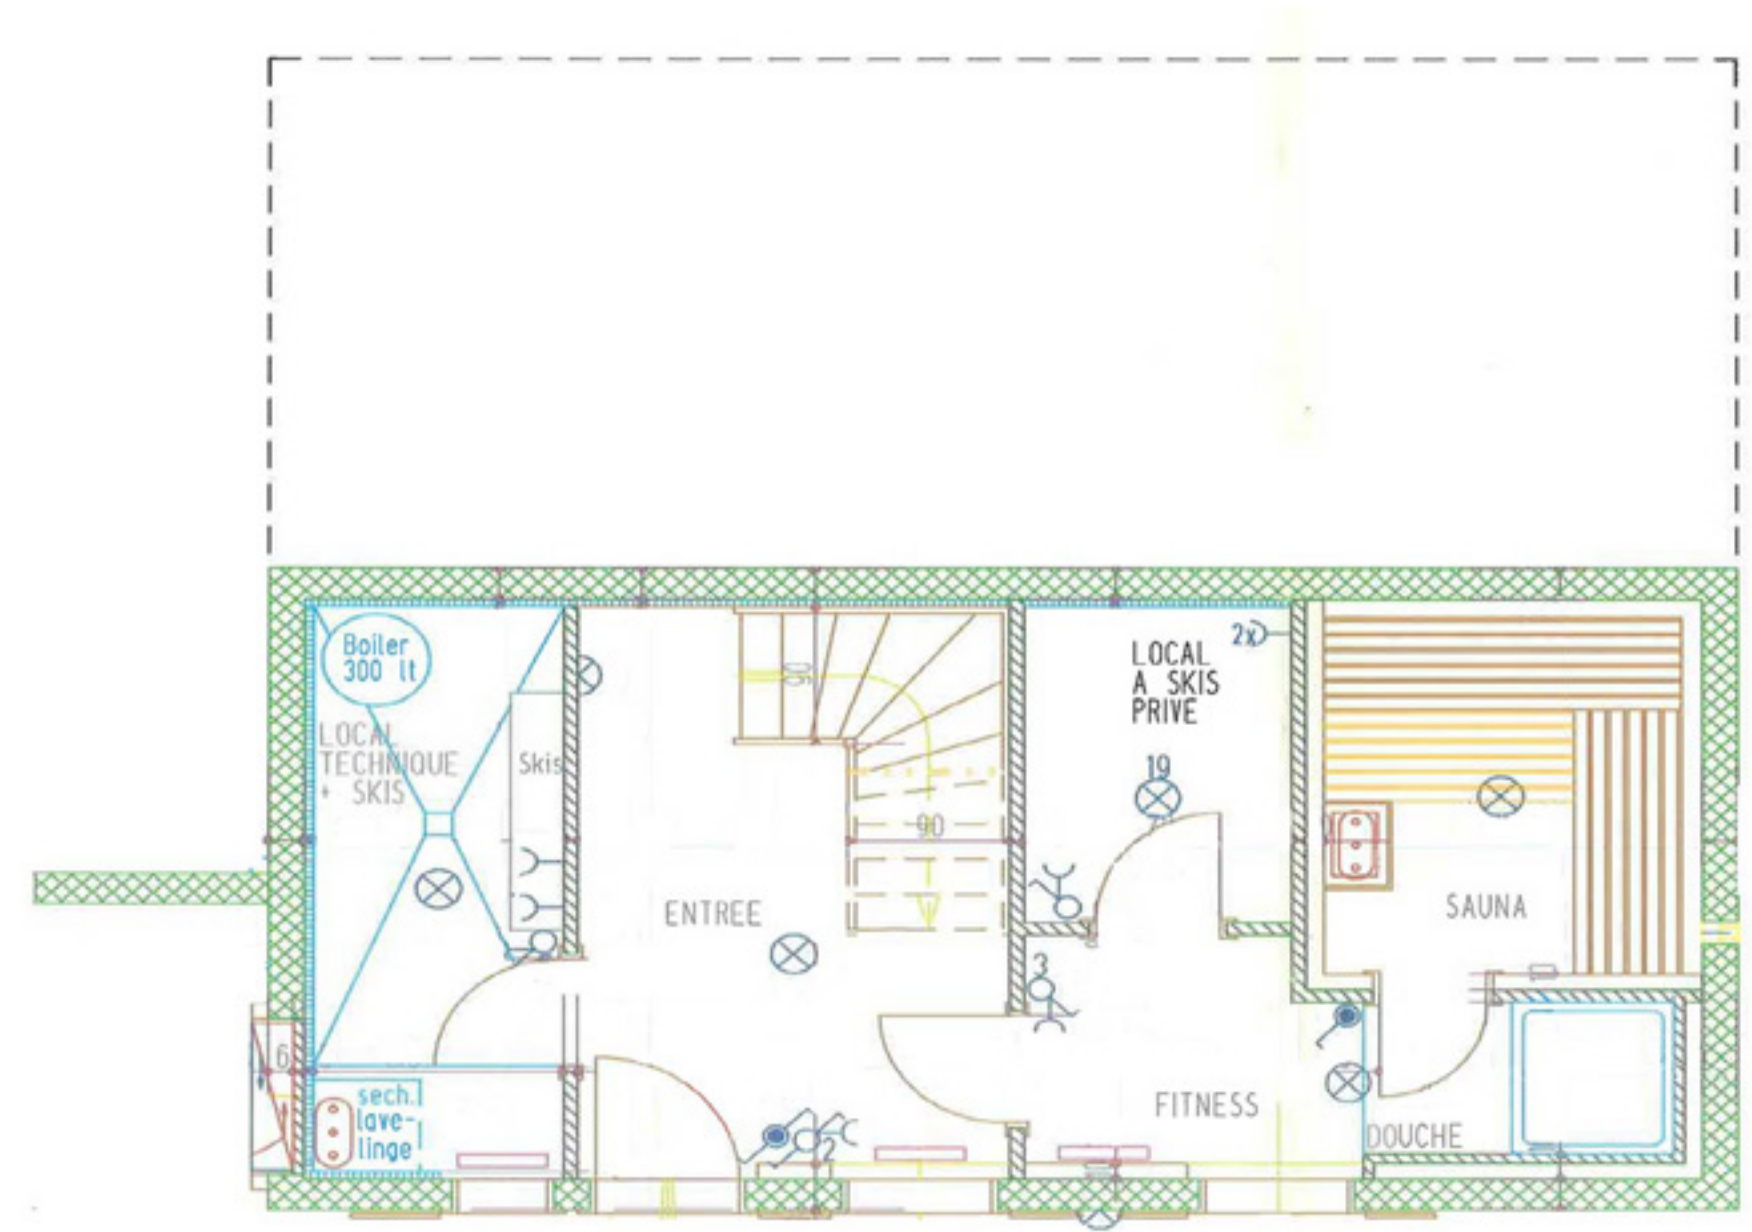 Boiler
300 lt
LOCAL
TECHNIQUE
+ SKIS
Skis
90
90
ENTREE
LOCAL
A SKIS
PRIVE
2x
19
3
SAUNA
6
sech.
lave-
linge
2
FITNESS
DOUCHE